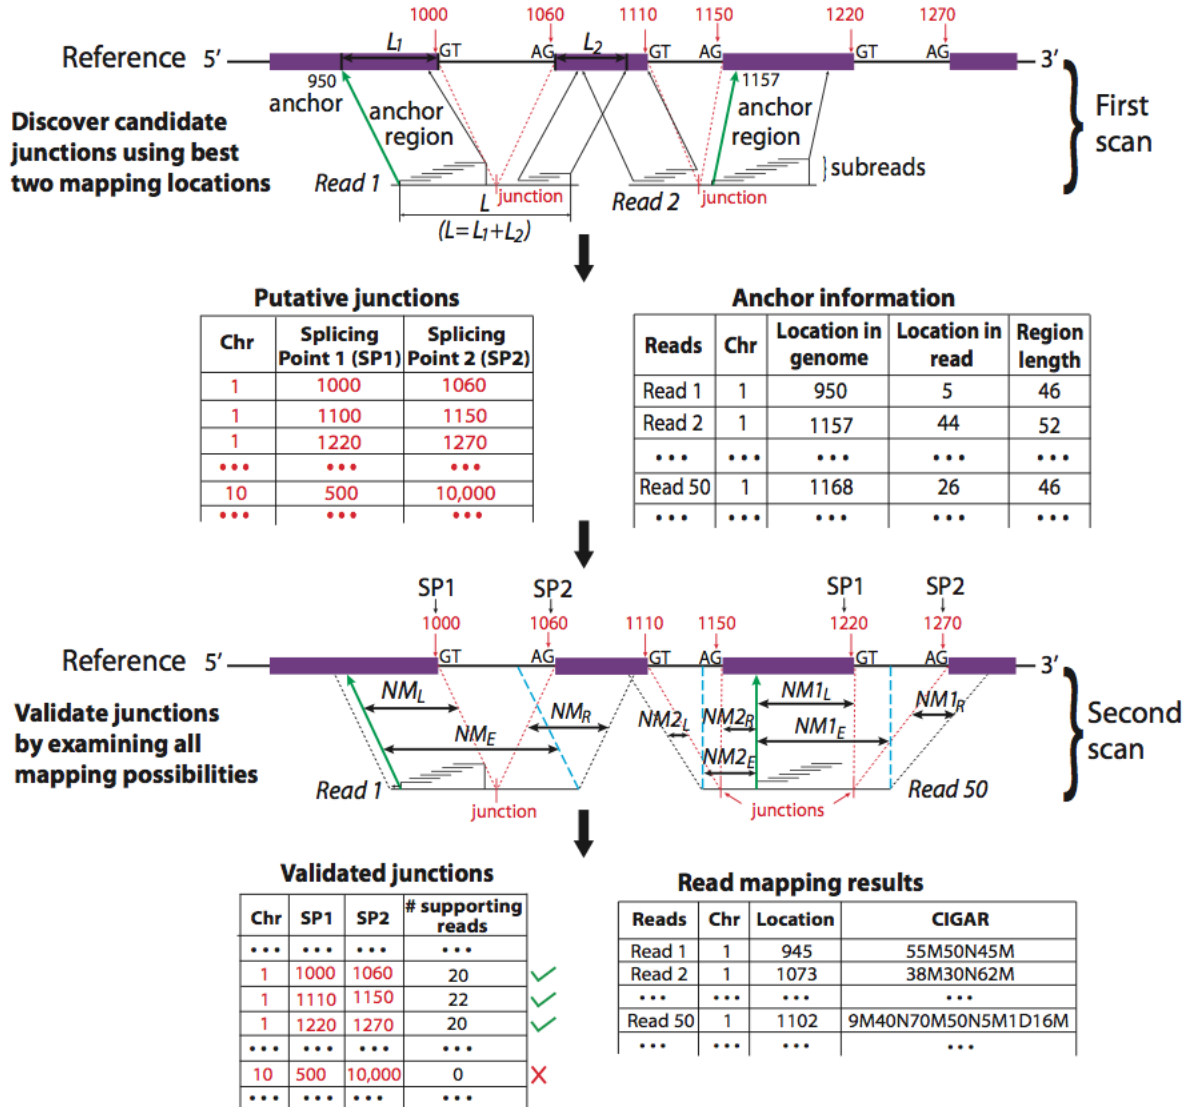 1000 1060 1110 1150 1220 1270
Reference 5' L1 GT AG L2 GT AG GT AG 3'
950 1157
anchor anchor region anchor region
Discover candidate
junctions using best
two mapping locations
First
scan
Read 1 junction Read 2 junction subreads
L
(L=L1+L2)
Putative junctions
Chr Splicing Point 1 (SP1) Splicing Point 2 (SP2)
1 1000 1060
1 1100 1150
1 1220 1270
••• ••• •••
10 500 10,000
••• ••• •••
Anchor information
Reads Chr Location in genome Location in read Region length
Read 1 1 950 5 46
Read 2 1 1157 44 52
••• ••• ••• ••• •••
Read 50 1 1168 26 46
••• ••• ••• ••• •••
SP1 SP2 SP1 SP2
1000 1060 1110 1150 1220 1270
Reference 5' GT AG GT AG GT AG 3'
Validate junctions
by examining all
mapping possibilities
NML NMR NM2L NM2R NM1L NM1R
NME NM2E NM1E
Second
scan
Read 1 junction junctions Read 50
Validated junctions
Chr SP1 SP2 # supporting reads
••• ••• ••• •••
1 1000 1060 20
1 1110 1150 22
1 1220 1270 20
••• ••• ••• •••
10 500 10,000 0
••• ••• ••• •••
Read mapping results
Reads Chr Location CIGAR
Read 1 1 945 55M50N45M
Read 2 1 1073 38M30N62M
••• ••• ••• •••
Read 50 1 1102 9M40N70M50N5M1D16M
••• ••• ••• •••